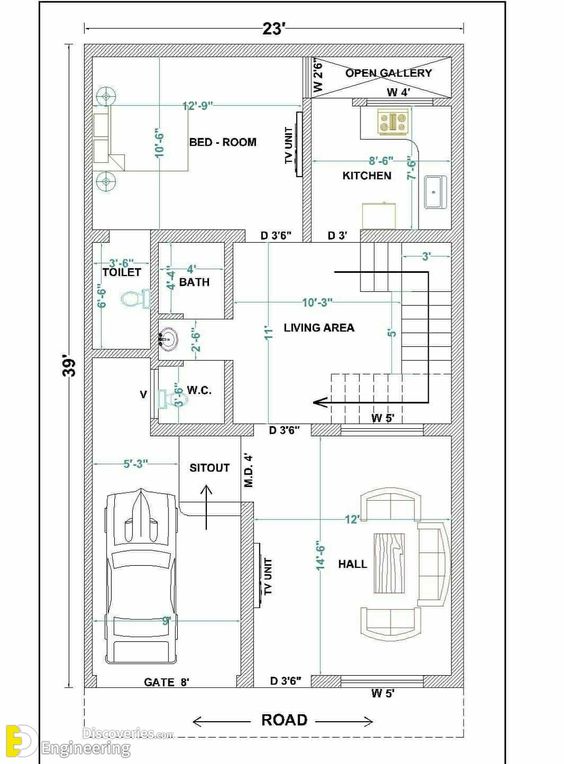 23'
39'
OPEN GALLERY
W 2'6"
W 4'
12'-9"
BED - ROOM
10'-6"
TV UNIT
8'-6"
7'-6"
KITCHEN
D 3'6"
D 3'
3'-6"
TOILET
6'-6"
4'
4'-4"
BATH
3'
10'-3"
LIVING AREA
11'
5'
2'-6"
V
3'-6"
W.C.
W 5'
D 3'6"
5'-3"
SITOUT
M.D. 4'
12'
14'-6"
HALL
TV UNIT
9'
GATE 8'
D 3'6"
W 5'
ROAD
Discoveries.com
Engineering